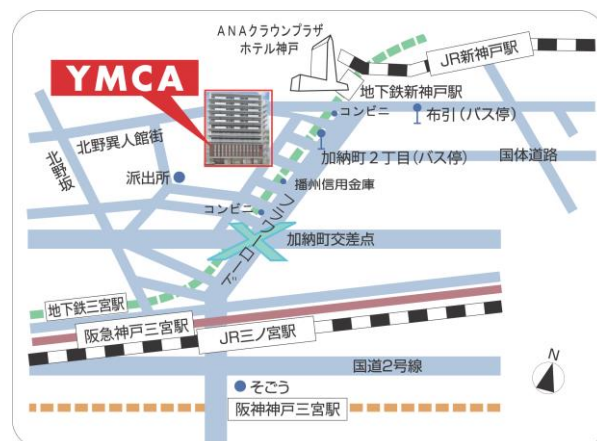 ANAクラウンプラザ
ホテル神戸
JR新神戸駅
YMCA
地下鉄新神戸駅
コンビニ
布引(バス停)
北野異人館街
加納町2丁目(バス停)
国体道路
北野坂
派出所
播州信用金庫
コンビニ
フラワーロード
加納町交差点
地下鉄三宮駅
阪急神戸三宮駅
JR三ノ宮駅
国道2号線
N
そごう
阪神神戸三宮駅